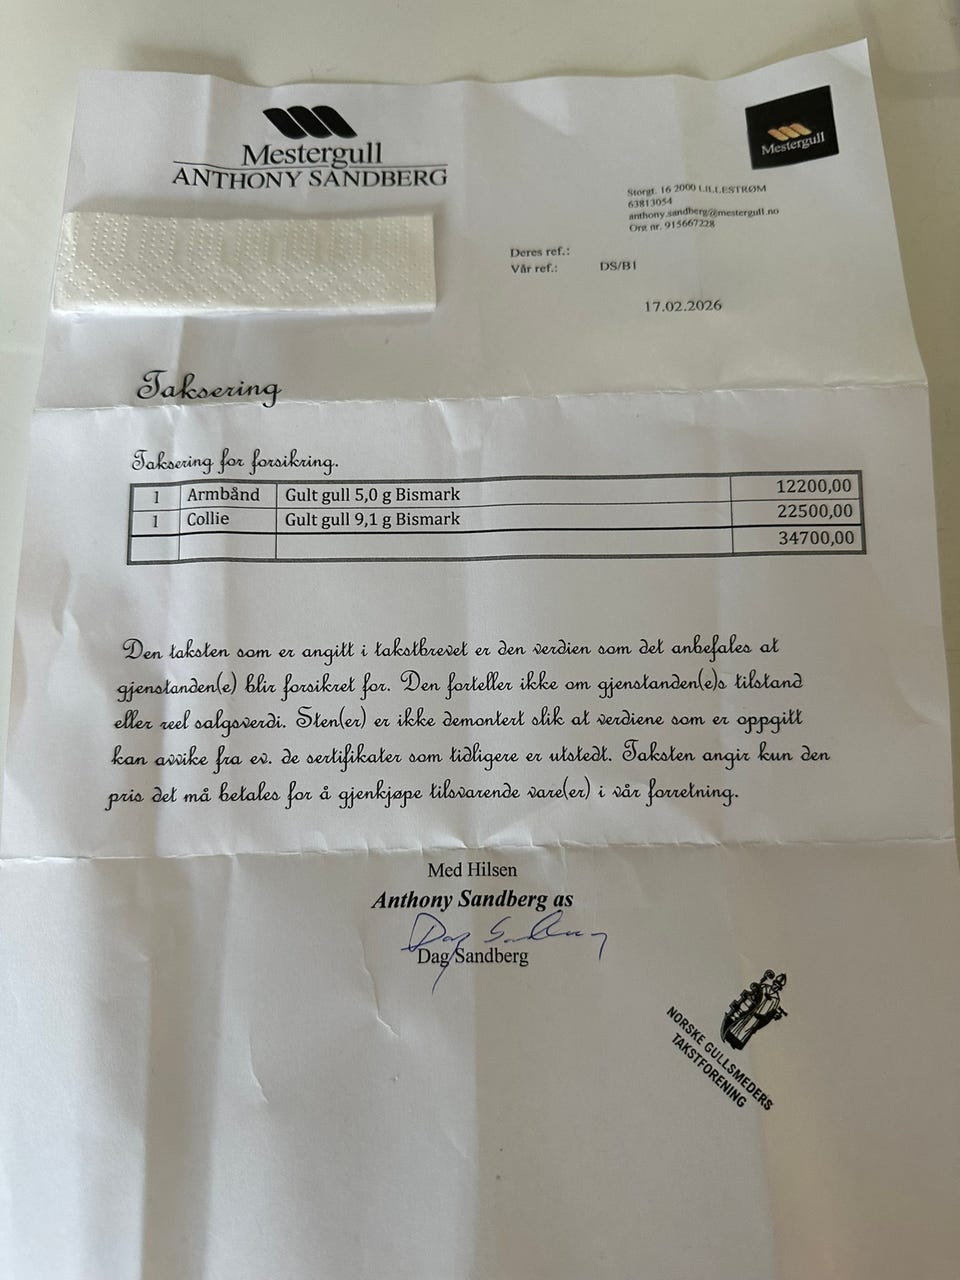 Mestergull
ANTHONY SANDBERG
Mestergull
Storgt. 16 2000 LILLESTRØM
63813054
anthony.sandberg@mestergull.no
Org nr. 915667228
Deres ref.:
Vår ref.: DS/B1
17.02.2026
Taksering
Taksering for forsikring.
1 Armbånd Gult gull 5,0 g Bismark 12200,00
1 Collie Gult gull 9,1 g Bismark 22500,00
34700,00
Den taksten som er angitt i takstbrevet er den verdien som det anbefales at
gjenstanden(e) blir forsikret for. Den forteller ikke om gjenstanden(e)s tilstand
eller reel salgsverdi. Sten(er) er ikke demontert slik at verdiene som er oppgitt
kan avvike fra ev. de sertifikater som tidligere er utstedt. Taksten angir kun den
pris det må betales for å gjenkjøpe tilsvarende vare(er) i vår forretning.
Med Hilsen
Anthony Sandberg as
Dag Sandberg
Dag Sandberg
NORSKE GULLSMEDERS
TAKSTFORENING